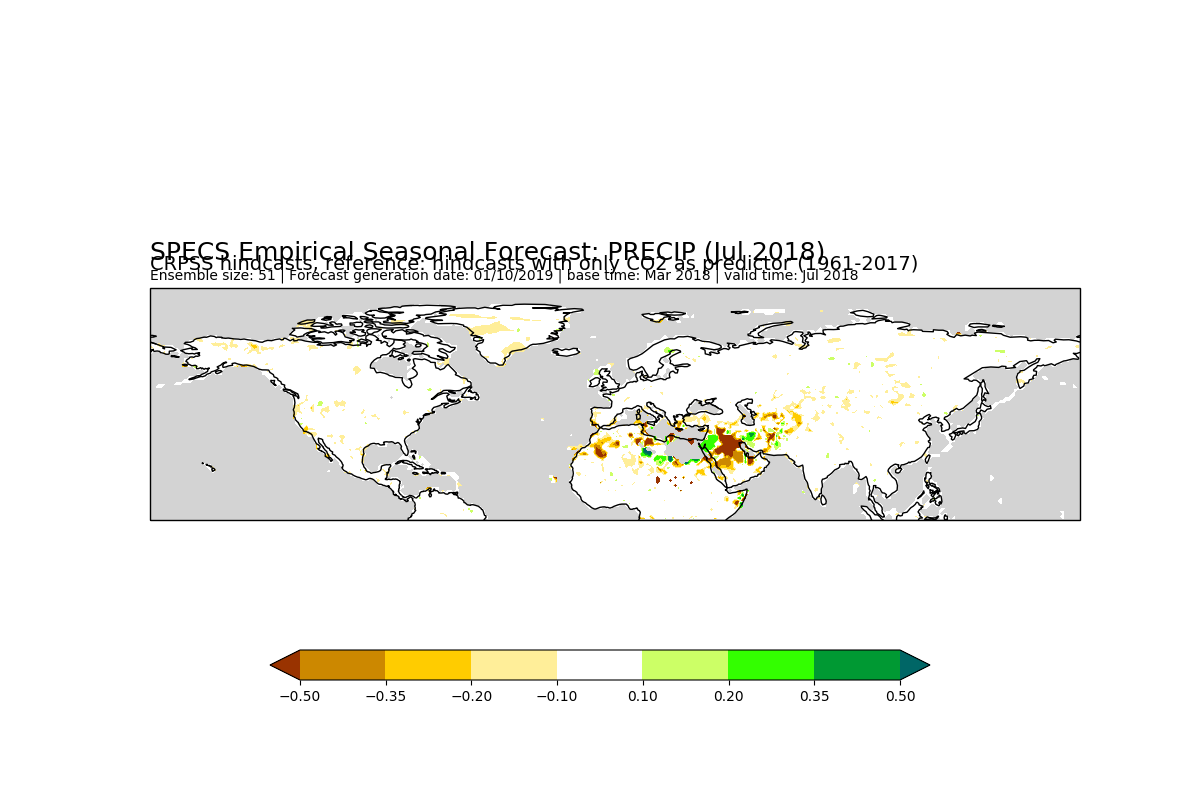 SPECS Empirical Seasonal Forecast: PRECIP (Jul 2018)
CRPSS hindcasts, reference: hindcasts with only CO2 as predictor (1961-2017)
Ensemble size: 51 | Forecast generation date: 01/10/2019 | base time: Mar 2018 | valid time: Jul 2018
−0.50 −0.35 −0.20 −0.10 0.10 0.20 0.35 0.50